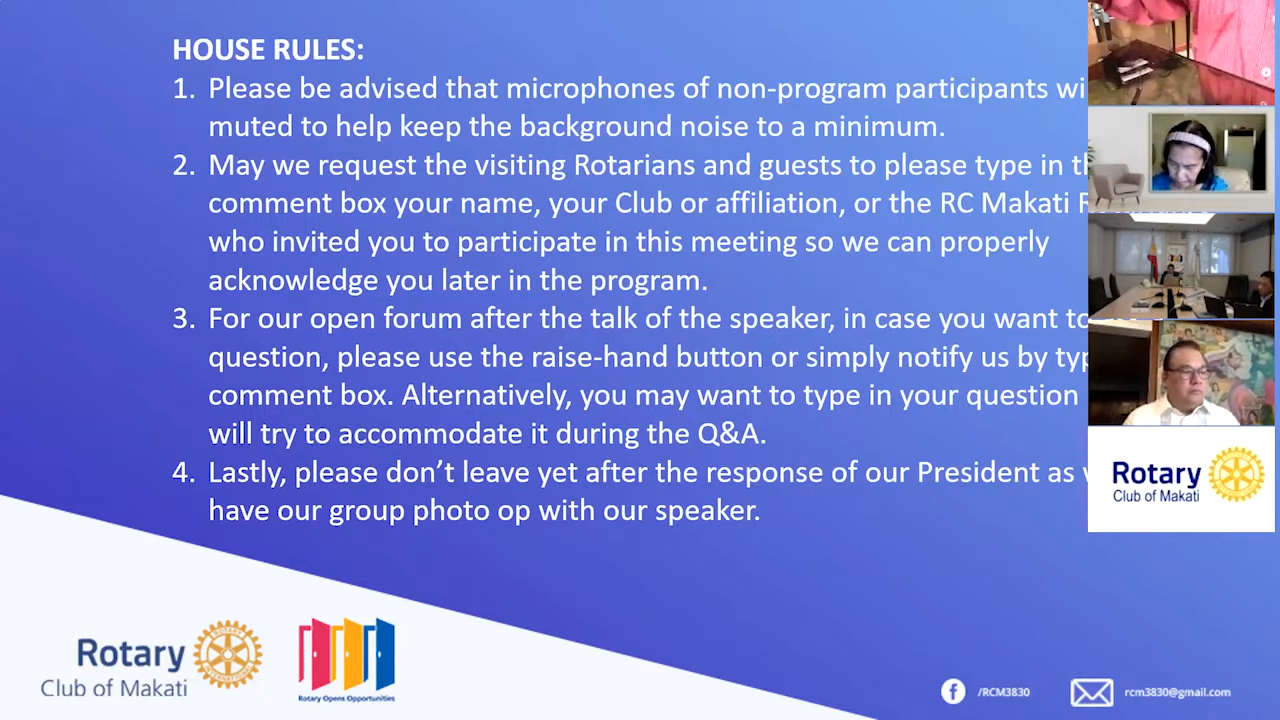 HOUSE RULES:
1. Please be advised that microphones of non-program participants wi
muted to help keep the background noise to a minimum.
2. May we request the visiting Rotarians and guests to please type in th
comment box your name, your Club or affiliation, or the RC Makati R
who invited you to participate in this meeting so we can properly
acknowledge you later in the program.
3. For our open forum after the talk of the speaker, in case you want to
question, please use the raise-hand button or simply notify us by typ
comment box. Alternatively, you may want to type in your question
will try to accommodate it during the Q&A.
4. Lastly, please don’t leave yet after the response of our President as
have our group photo op with our speaker.
Rotary
Club of Makati
Rotary
Club of Makati
ROTARY
INTERNATIONAL
Rotary Opens Opportunities
/RCM3830
rcm3830@gmail.com